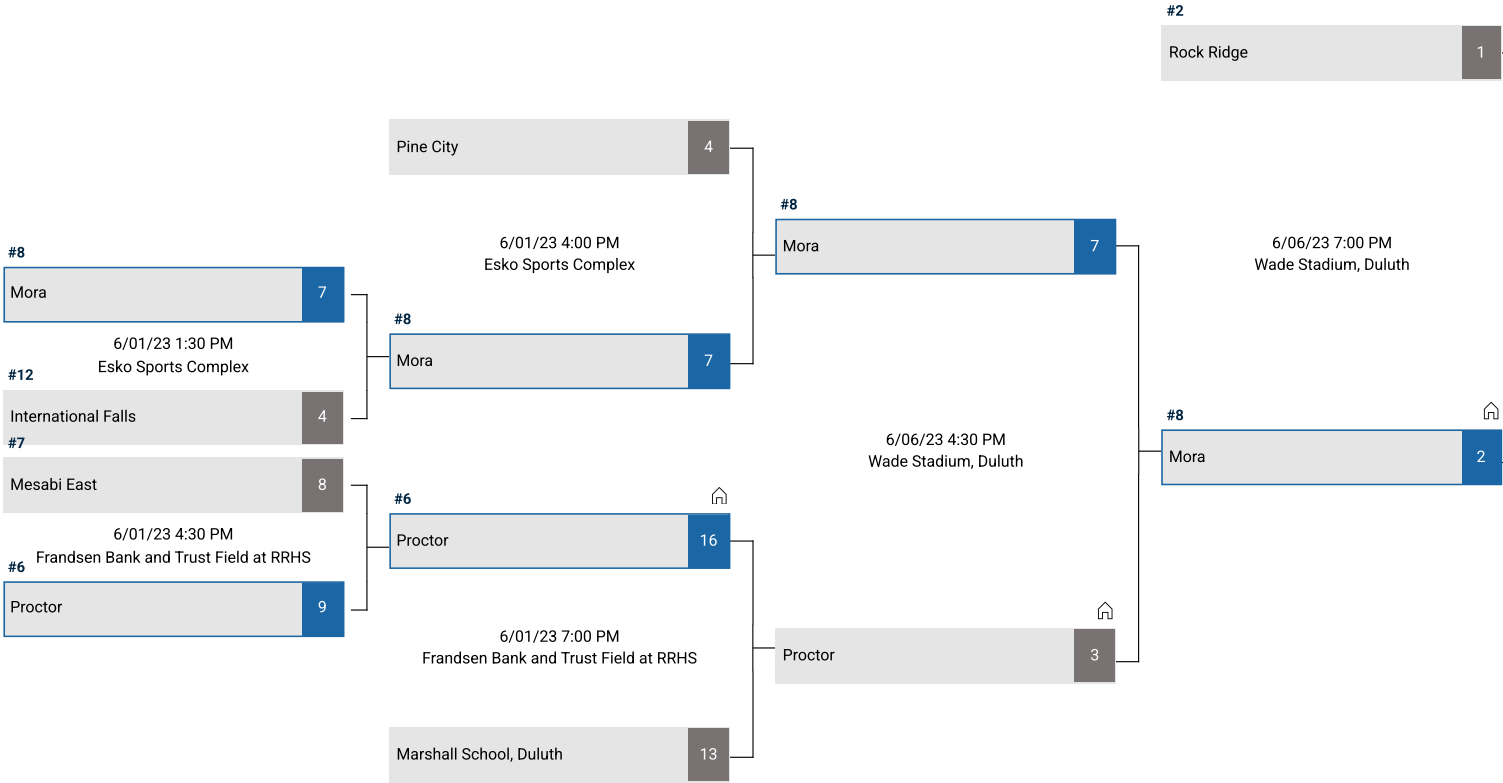 #2
Rock Ridge
1
Pine City
4
#8
Mora
7
6/01/23 4:00 PM
Esko Sports Complex
6/06/23 7:00 PM
Wade Stadium, Duluth
#8
Mora
7
#8
Mora
7
6/01/23 1:30 PM
Esko Sports Complex
#12
International Falls
4
#7
Mesabi East
8
6/06/23 4:30 PM
Wade Stadium, Duluth
#8
Mora
2
#6
Proctor
16
6/01/23 4:30 PM
Frandsen Bank and Trust Field at RRHS
#6
Proctor
9
6/01/23 7:00 PM
Frandsen Bank and Trust Field at RRHS
Proctor
3
Marshall School, Duluth
13